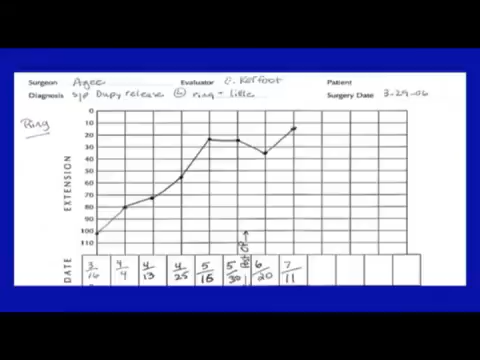 Surgeon Agee Evaluator C. Kerfoot Patient
Diagnosis s/p Dupy release Ⓛ ring + little Surgery Date 3-29-06
Ring
0
10
20
30
40
50
60
70
80
90
100
110
EXTENSION
Post OP →
DATE 3/16 4/4 4/13 4/25 5/15 5/30 6/20 7/11